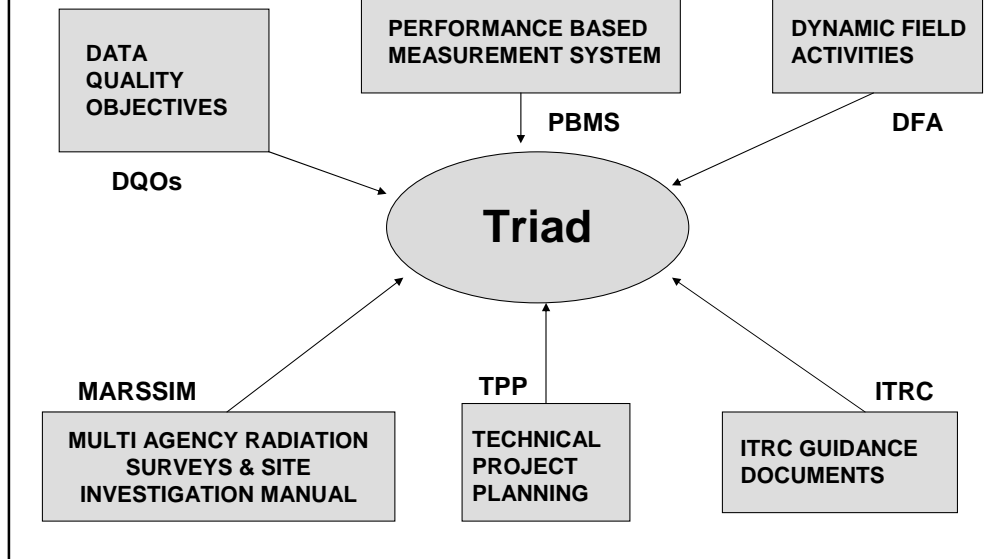 DATA
QUALITY
OBJECTIVES
DQOs
PERFORMANCE BASED
MEASUREMENT SYSTEM
PBMS
DYNAMIC FIELD
ACTIVITIES
DFA
Triad
MARSSIM
MULTI AGENCY RADIATION
SURVEYS & SITE
INVESTIGATION MANUAL
TPP
TECHNICAL
PROJECT
PLANNING
ITRC
ITRC GUIDANCE
DOCUMENTS